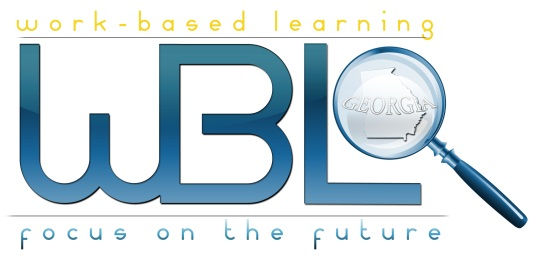 work-based learning
WBL
GEORGIA
focus on the future